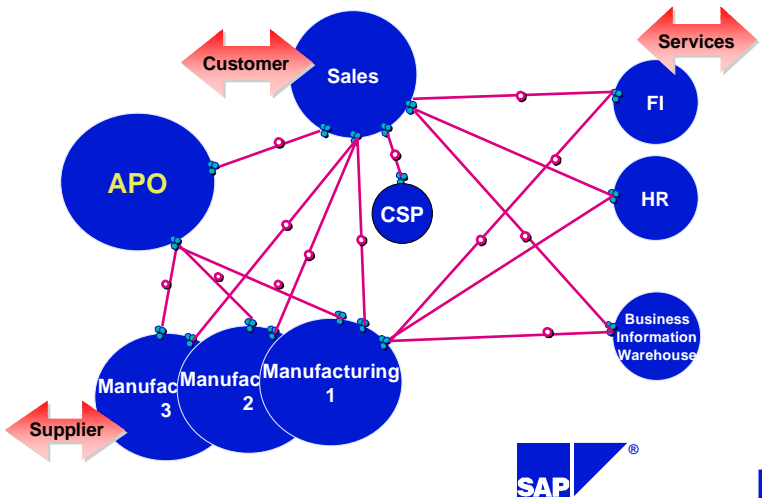 Customer
Sales
Services
FI
APO
CSP
HR
Business
Information
Warehouse
Manufac
3
Manufac
2
Manufacturing
1
Supplier
SAP
®